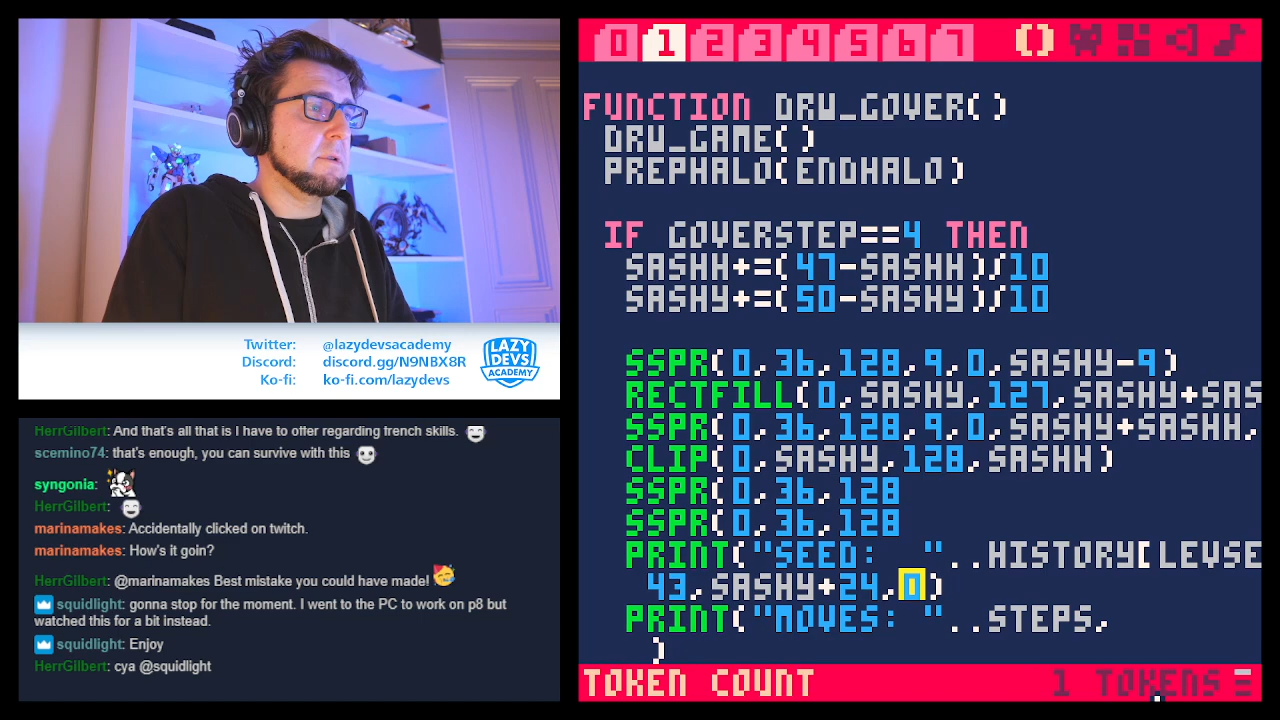 Twitter: @lazydevsacademy
Discord: discord.gg/N9NBX8R
Ko-fi: ko-fi.com/lazydevs
LAZY
DEVS
ACADEMY
HerrGilbert: And that's all that is I have to offer regarding trench skills.
scemino74: that's enough, you can survive with this
syngonia:
HerrGilbert:
marinamakes: Accidentally clicked on twitch.
marinamakes: How's it goin?
HerrGilbert: @marinamakes Best mistake you could have made!
squidlight: gonna stop for the moment. I went to the PC to work on p8 but
watched this for a bit instead.
squidlight: Enjoy
HerrGilbert: cya @squidlight
0 1 2 3 4 5 6 7 ()
FUNCTION DRW_GOVER()
DRW_GAME()
PREPHALO(ENDHALO)
IF GOVERSTEP==4 THEN
SASHH+=(47-SASHH)/10
SASHY+=(50-SASHY)/10
SSPR(0,36,128,9,0,SASHY-9)
RECTFILL(0,SASHY,127,SASHY+SAS
SSPR(0,36,128,9,0,SASHY+SASHH,
CLIP(0,SASHY,128,SASHH)
SSPR(0,36,128
SSPR(0,36,128
PRINT("SEED:  "..HISTORY[LEVSE
43,SASHY+24,0)
PRINT("MOVES: "..STEPS,
)
TOKEN COUNT 1 TOKENS